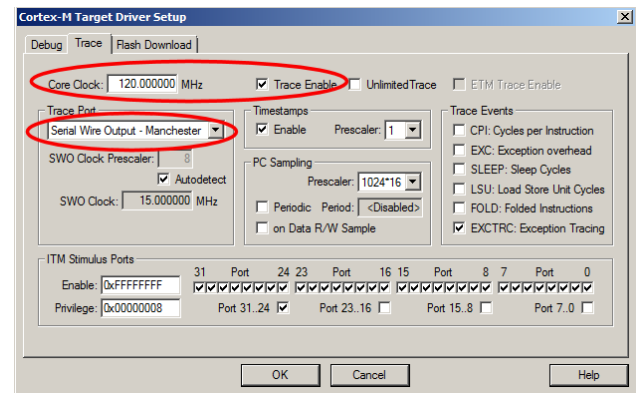 Cortex-M Target Driver Setup
Debug Trace Flash Download
Core Clock: 120.000000 MHz Trace Enable UnlimitedTrace ETM Trace Enable
Trace Port
Serial Wire Output - Manchester
SWO Clock Prescaler: 8
Autodetect
SWO Clock: 15.000000 MHz
Timestamps
Enable Prescaler: 1
PC Sampling
Prescaler: 1024*16
Periodic Period: <Disabled>
on Data R/W Sample
Trace Events
CPI: Cycles per Instruction
EXC: Exception overhead
SLEEP: Sleep Cycles
LSU: Load Store Unit Cycles
FOLD: Folded Instructions
EXCTRC: Exception Tracing
ITM Stimulus Ports
31 Port 24 23 Port 16 15 Port 8 7 Port 0
Enable: 0xFFFFFFFF
Privilege: 0x00000008 Port 31..24 Port 23..16 Port 15..8 Port 7..0
OK Cancel Help